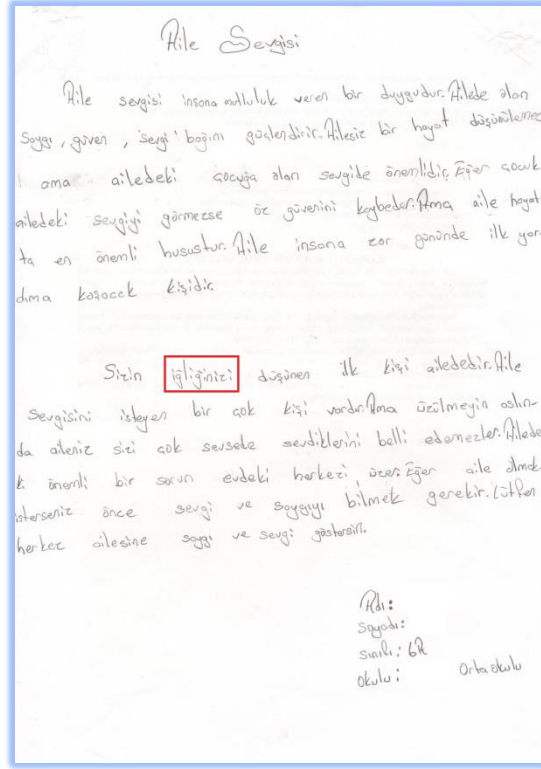 Aile Sevgisi
Aile sevgisi insana mutluluk veren bir duygudur. Ailede olan
saygı, güven, sevgi' bağını güçlendirir. Ailesiz bir hayat düşünülemez
ama ailedeki çocuğa olan sevgide önemlidir. Eğer çocuk
ailedeki sevgiyi görmezse öz güvenini kaybeder. Ama aile hayat
ta en önemli husustur. Aile insana zor gününde ilk yar-
dıma koşacak kişidir.
Sizin iğliğinizi düşünen ilk kişi ailededir. Aile
Sevgisini isteyen bir çok kişi vardır. Ama üzülmeyin aslın-
da aileniz sizi çok sevsede sevdiklerini belli edemezler. Ailede
ki önemli bir sorun evdeki herkezi üzer. Eğer aile olmak
isterseniz önce sevgi ve saygıyı bilmek gerekir. Lütfen
herkez ailesine saygı ve sevgi göstersin.
Adı:
Soyadı:
Sınıfı: 6A
Okulu: Ortaokulu